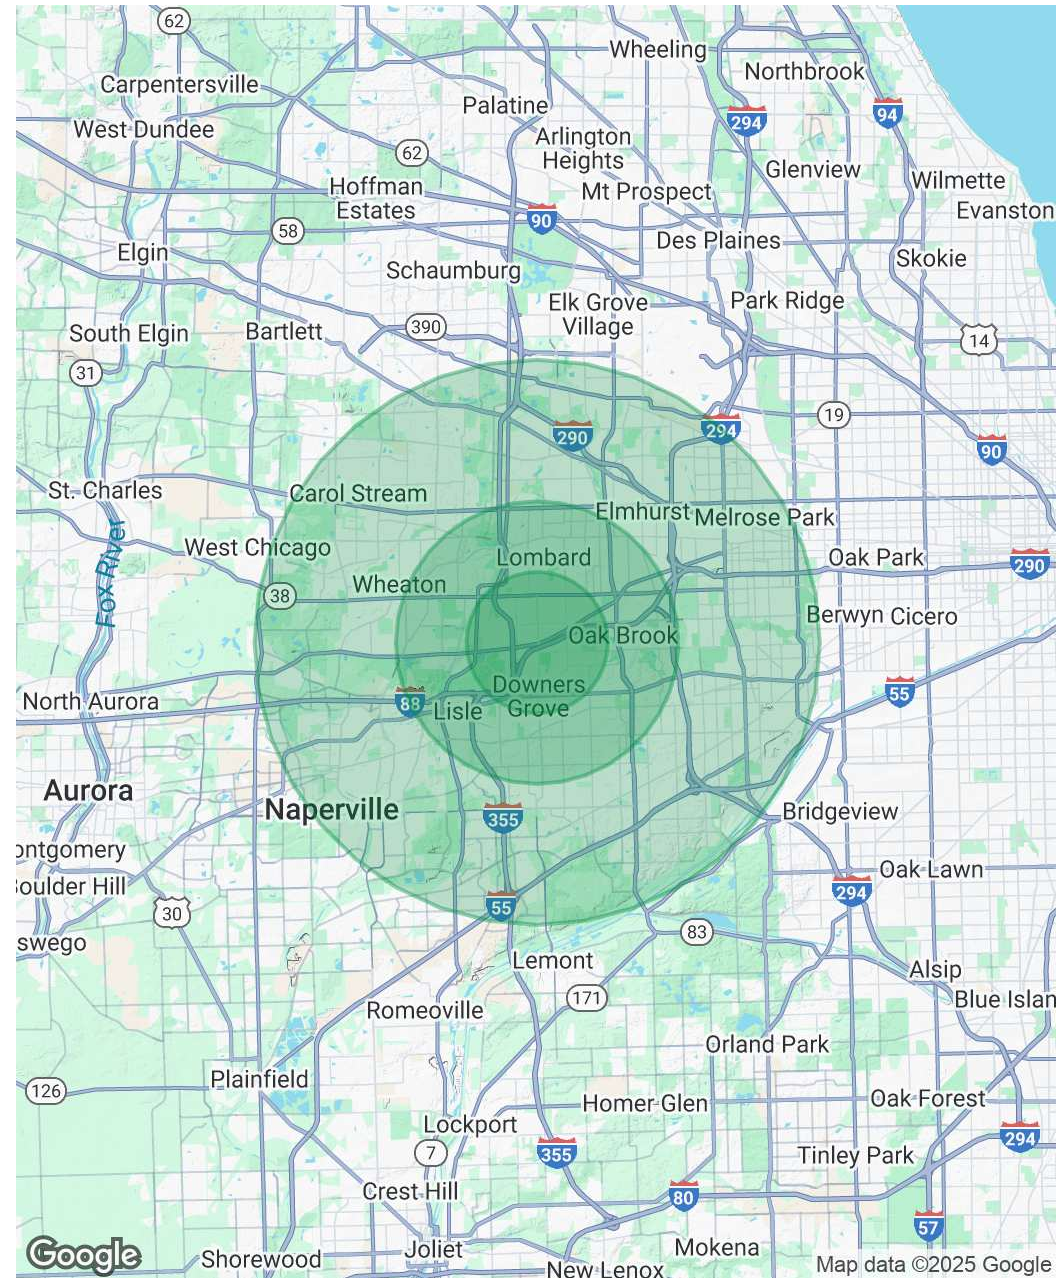 62
Wheeling
Northbrook
Carpentersville
Palatine
294
94
West Dundee
Arlington
Heights
62
Glenview
Hoffman
Estates
Mt Prospect
Wilmette
90
Evanston
58
Des Plaines
Elgin
Skokie
Schaumburg
Elk Grove
Village
Park Ridge
South Elgin
Bartlett
390
14
31
19
290
294
90
St. Charles
Carol Stream
Elmhurst
Melrose Park
Fox River
West Chicago
Lombard
Oak Park
290
Wheaton
38
Berwyn
Cicero
Oak Brook
Downers
Grove
North Aurora
88
Lisle
55
Aurora
Naperville
355
Bridgeview
ontgomery
Boulder Hill
Oak Lawn
294
30
55
swego
83
Lemont
Alsip
171
Blue Islan
Romeoville
Orland Park
Plainfield
126
Homer Glen
Oak Forest
Lockport
294
7
355
Tinley Park
Crest Hill
80
57
Google
Shorewood
Joliet
Mokena
New Lenox
Map data ©2025 Google